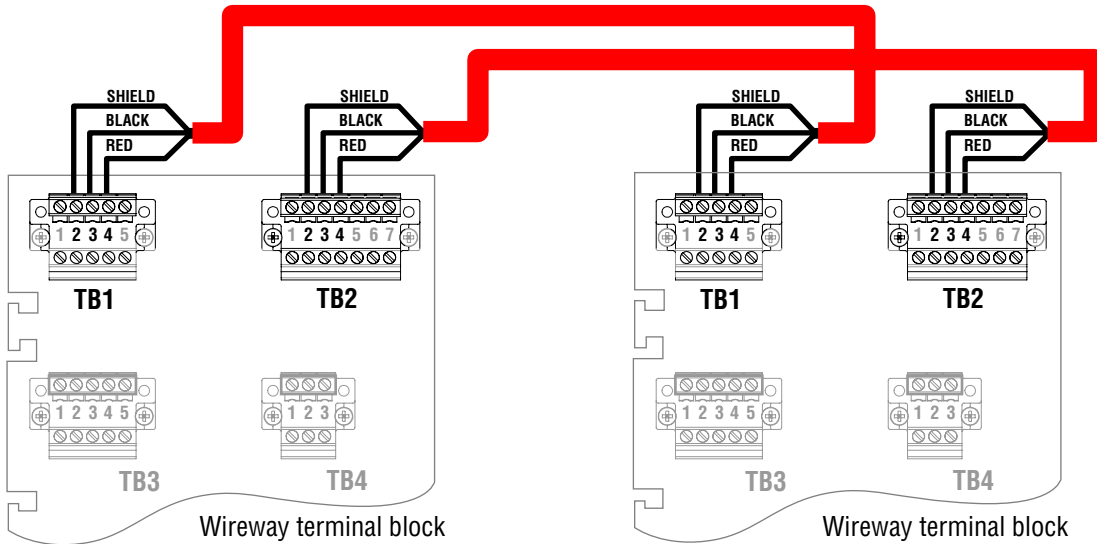 SHIELD SHIELD SHIELD SHIELD
BLACK BLACK BLACK BLACK
RED RED RED RED
1 2 3 4 5 1 2 3 4 5 6 7 1 2 3 4 5 1 2 3 4 5 6 7
TB1 TB2 TB1 TB2
1 2 3 4 5 1 2 3 1 2 3 4 5 1 2 3
TB3 TB4 TB3 TB4
Wireway terminal block Wireway terminal block